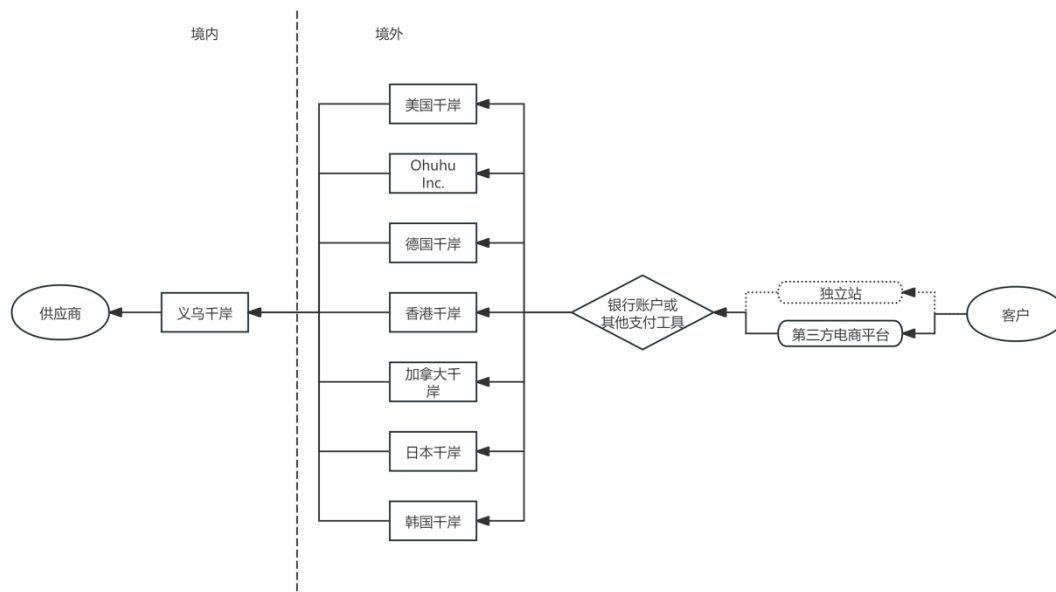 境内
境外
美国千岸
Ohuhu
Inc.
德国千岸
供应商
义乌千岸
香港千岸
银行账户或
其他支付工具
独立站
第三方电商平台
客户
加拿大千
岸
日本千岸
韩国千岸